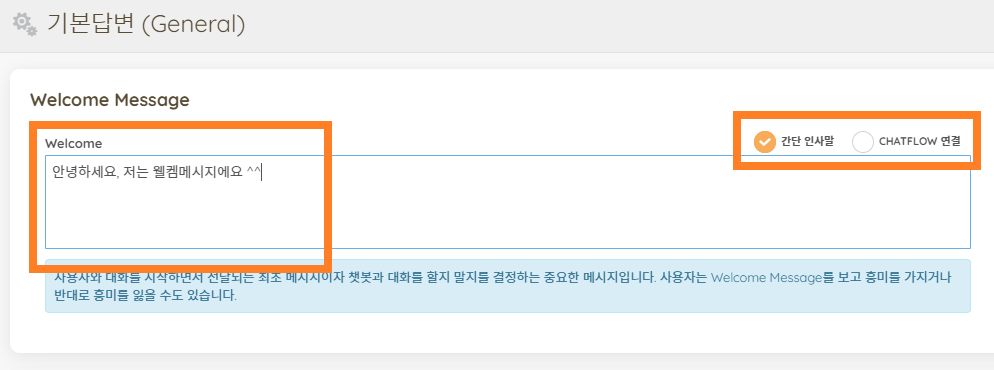 기본답변 (General)
Welcome Message
Welcome
간단 인사말
CHATFLOW 연결
안녕하세요, 저는 웰켐메시지에요 ^^
사용자와 대화를 시작하면서 전달되는 최초 메시지이자 챗봇과 대화를 할지 말지를 결정하는 중요한 메시지입니다. 사용자는 Welcome Message를 보고 흥미를 가지거나
반대로 흥미를 잃을 수도 있습니다.